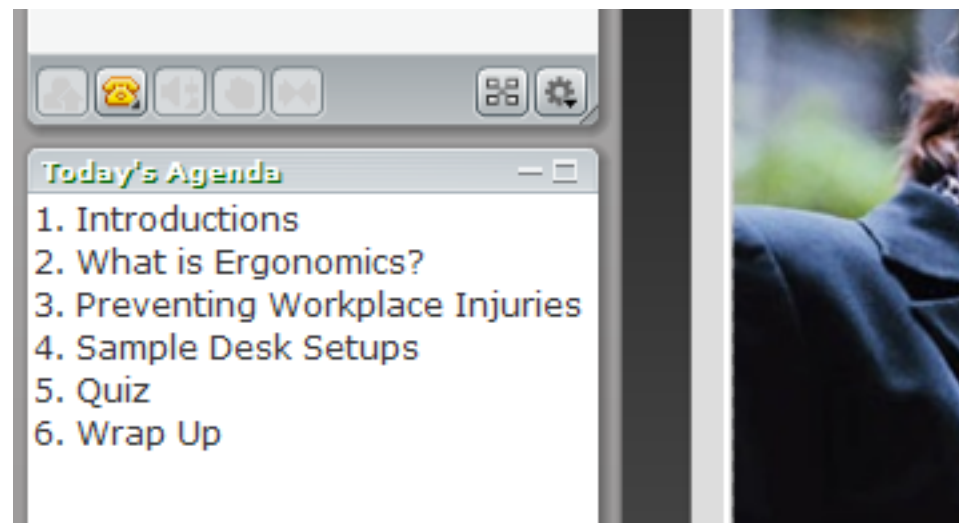 Today's Agenda
1. Introductions
2. What is Ergonomics?
3. Preventing Workplace Injuries
4. Sample Desk Setups
5. Quiz
6. Wrap Up